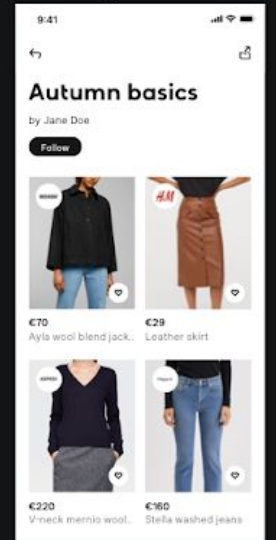 9:41
Autumn basics
by Jane Doe
Follow
H&M
€70
€29
Ayla wool blend jack..
Leather skirt
€220
€160
V-neck mernio wool..
Stella washed jeans